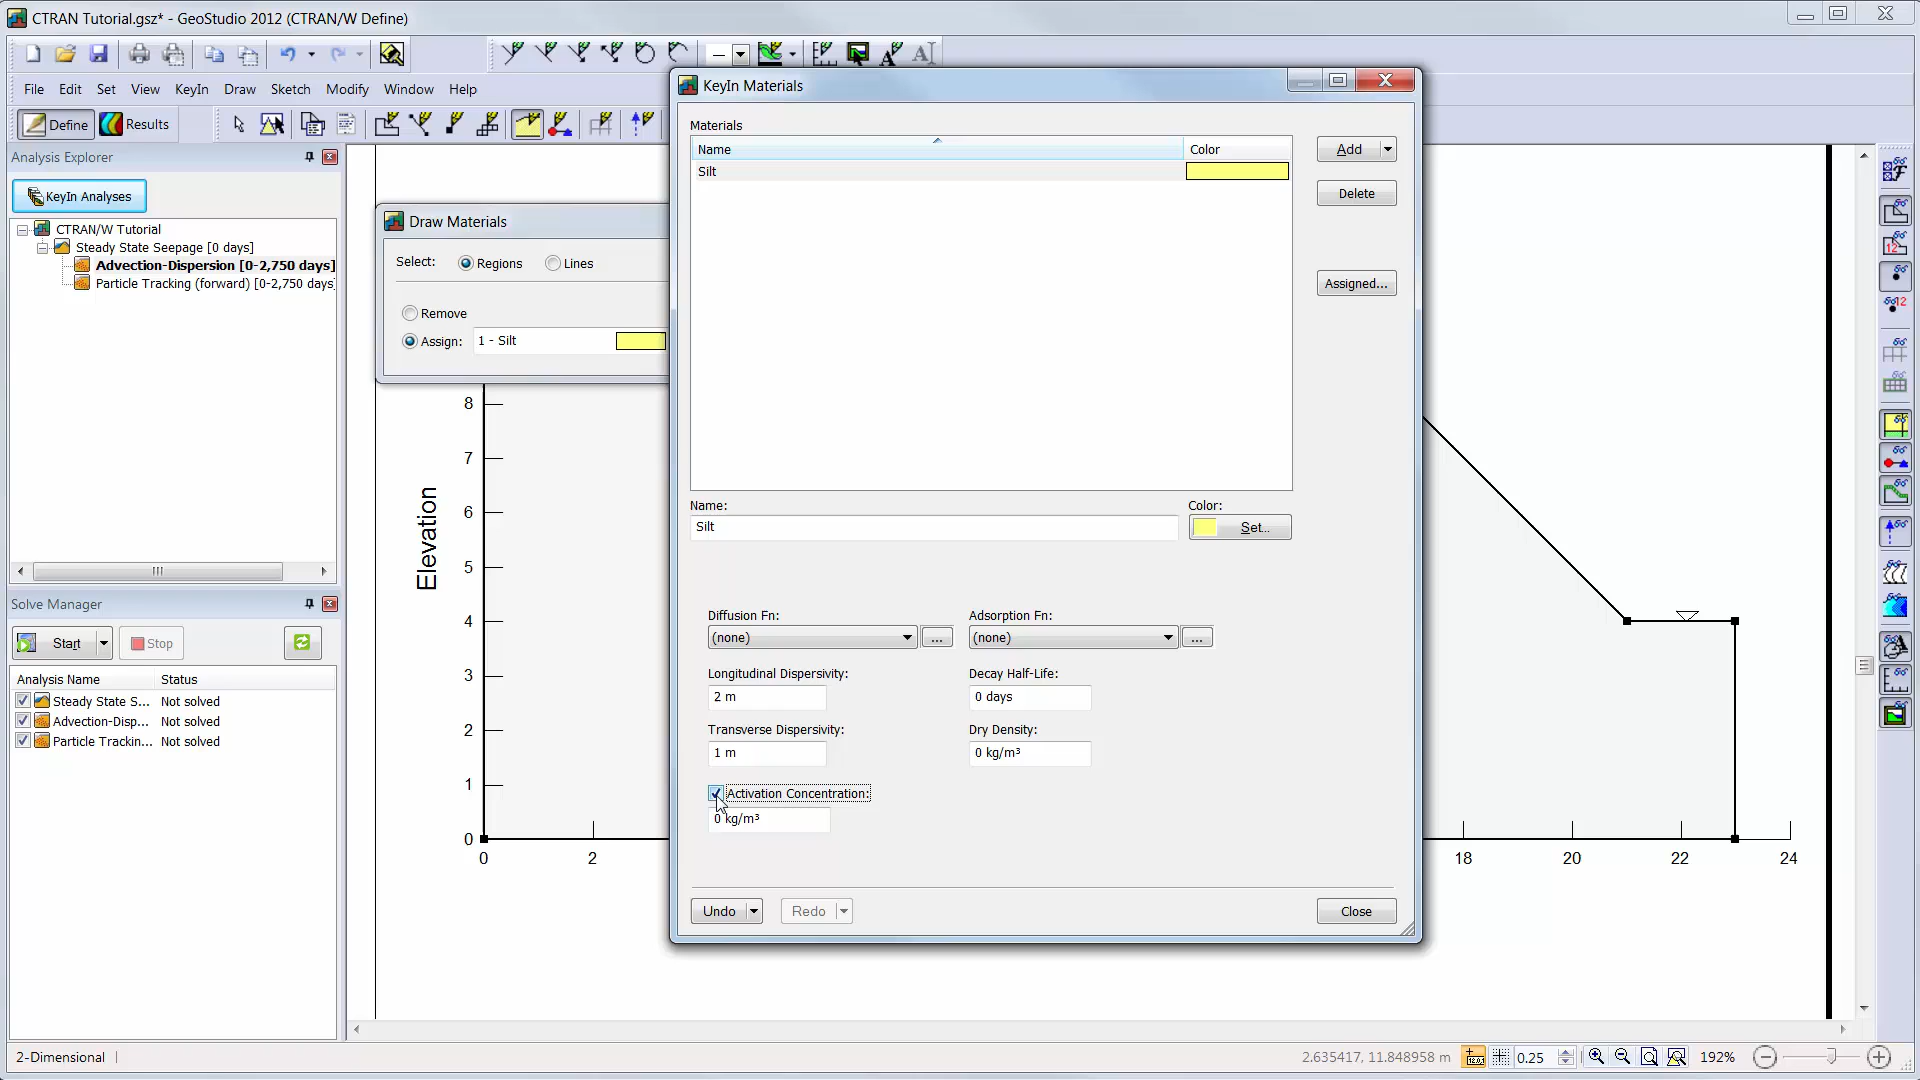 CTRAN Tutorial.gsz* - GeoStudio 2012 (CTRAN/W Define)
File Edit Set View KeyIn Draw Sketch Modify Window Help
Define Results
Analysis Explorer
KeyIn Analyses
CTRAN/W Tutorial
Steady State Seepage [0 days]
Advection-Dispersion [0-2,750 days]
Particle Tracking (forward) [0-2,750 days
Solve Manager
Start Stop
Analysis Name Status
Steady State S... Not solved
Advection-Disp... Not solved
Particle Trackin... Not solved
Draw Materials
Select: Regions Lines
Remove
Assign: 1 - Silt
Elevation
8
7
6
5
4
3
2
1
0
0 2 18 20 22 24
KeyIn Materials
Materials
Name Color
Silt
Add
Delete
Assigned...
Name: Color:
Silt Set...
Diffusion Fn: Adsorption Fn:
(none) ... (none) ...
Longitudinal Dispersivity: Decay Half-Life:
2 m 0 days
Transverse Dispersivity: Dry Density:
1 m 0 kg/m³
Activation Concentration:
0 kg/m³
Undo Redo Close
12
12
2-Dimensional 2.635417, 11.848958 m 0.25 192%